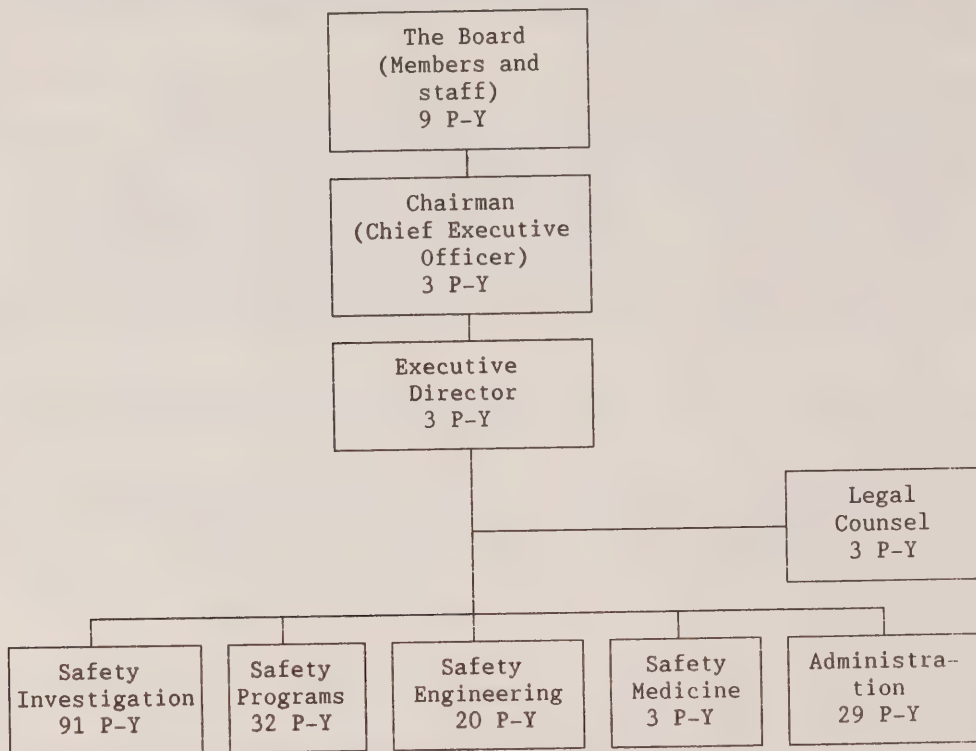 The Board
(Members and
staff)
9 P-Y
Chairman
(Chief Executive
Officer)
3 P-Y
Executive
Director
3 P-Y
Legal
Counsel
3 P-Y
Safety
Investigation
91 P-Y
Safety
Programs
32 P-Y
Safety
Engineering
20 P-Y
Safety
Medicine
3 P-Y
Administra-
tion
29 P-Y